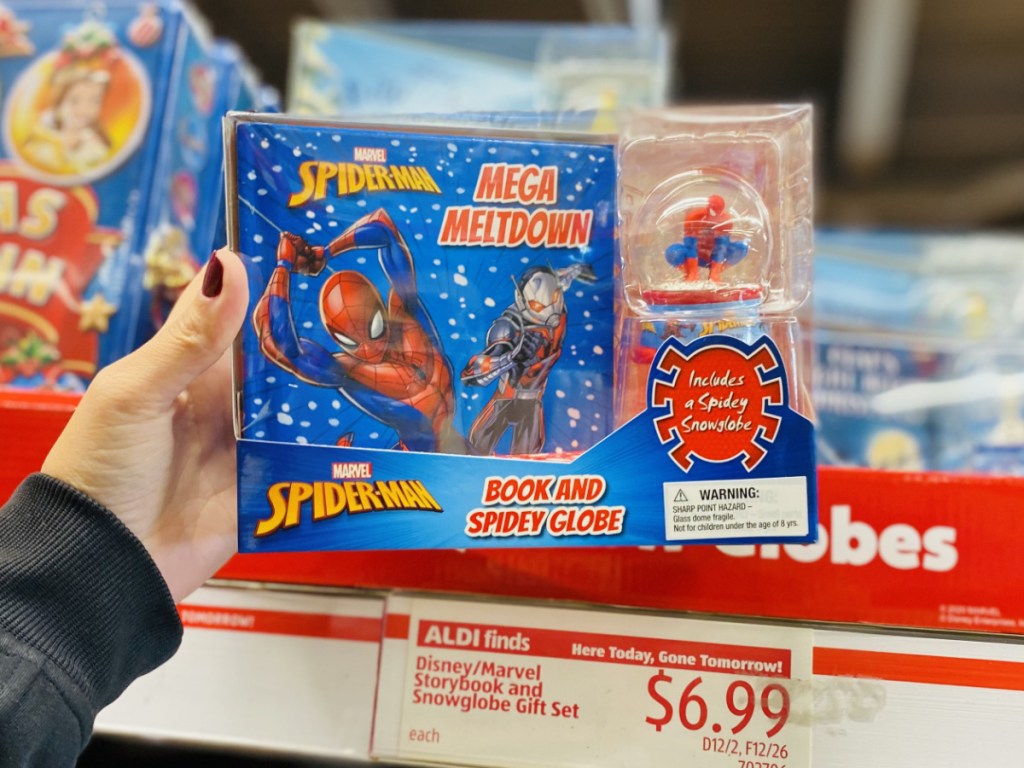 MARVEL
SPIDER-MAN
MEGA
MELTDOWN
Includes
a Spidey
Snowglobe
MARVEL
SPIDER-MAN
BOOK AND
SPIDEY GLOBE
WARNING:
SHARP POINT HAZARD –
Glass dome fragile.
Not for children under the age of 8 yrs.
TOMORROW!
ALDI finds
Here Today, Gone Tomorrow!
Disney/Marvel
Storybook and
Snowglobe Gift Set
each
$6.99
D12/2, F12/26